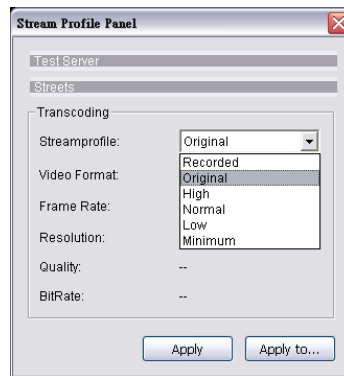 Stream Profile Panel
Test Server
Streets
Transcoding
Streamprofile: Original
Recorded
Original
High
Normal
Low
Minimum
Video Format:
Frame Rate:
Resolution:
Quality: --
BitRate: --
Apply Apply to...